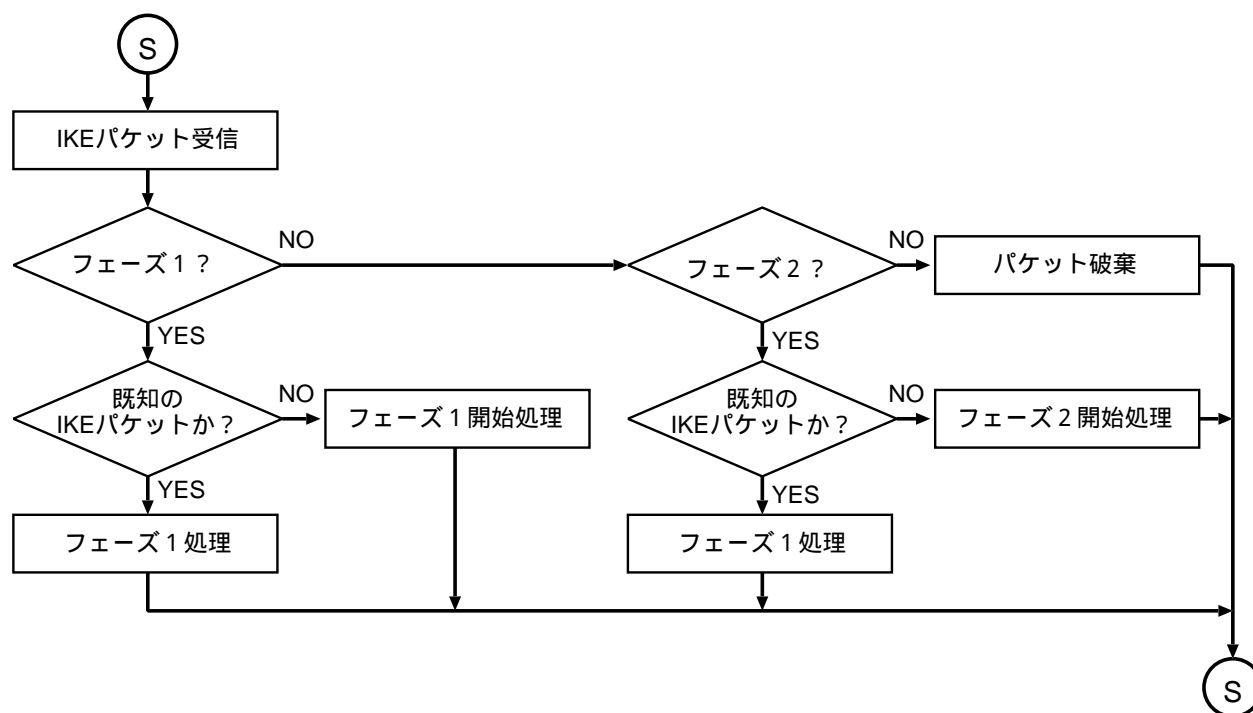 S
IKEパケット受信
フェーズ1？
NO
フェーズ2？
NO
パケット破棄
YES
YES
既知の
IKEパケットか？
NO
フェーズ1開始処理
既知の
IKEパケットか？
NO
フェーズ2開始処理
YES
YES
フェーズ1処理
フェーズ1処理
S